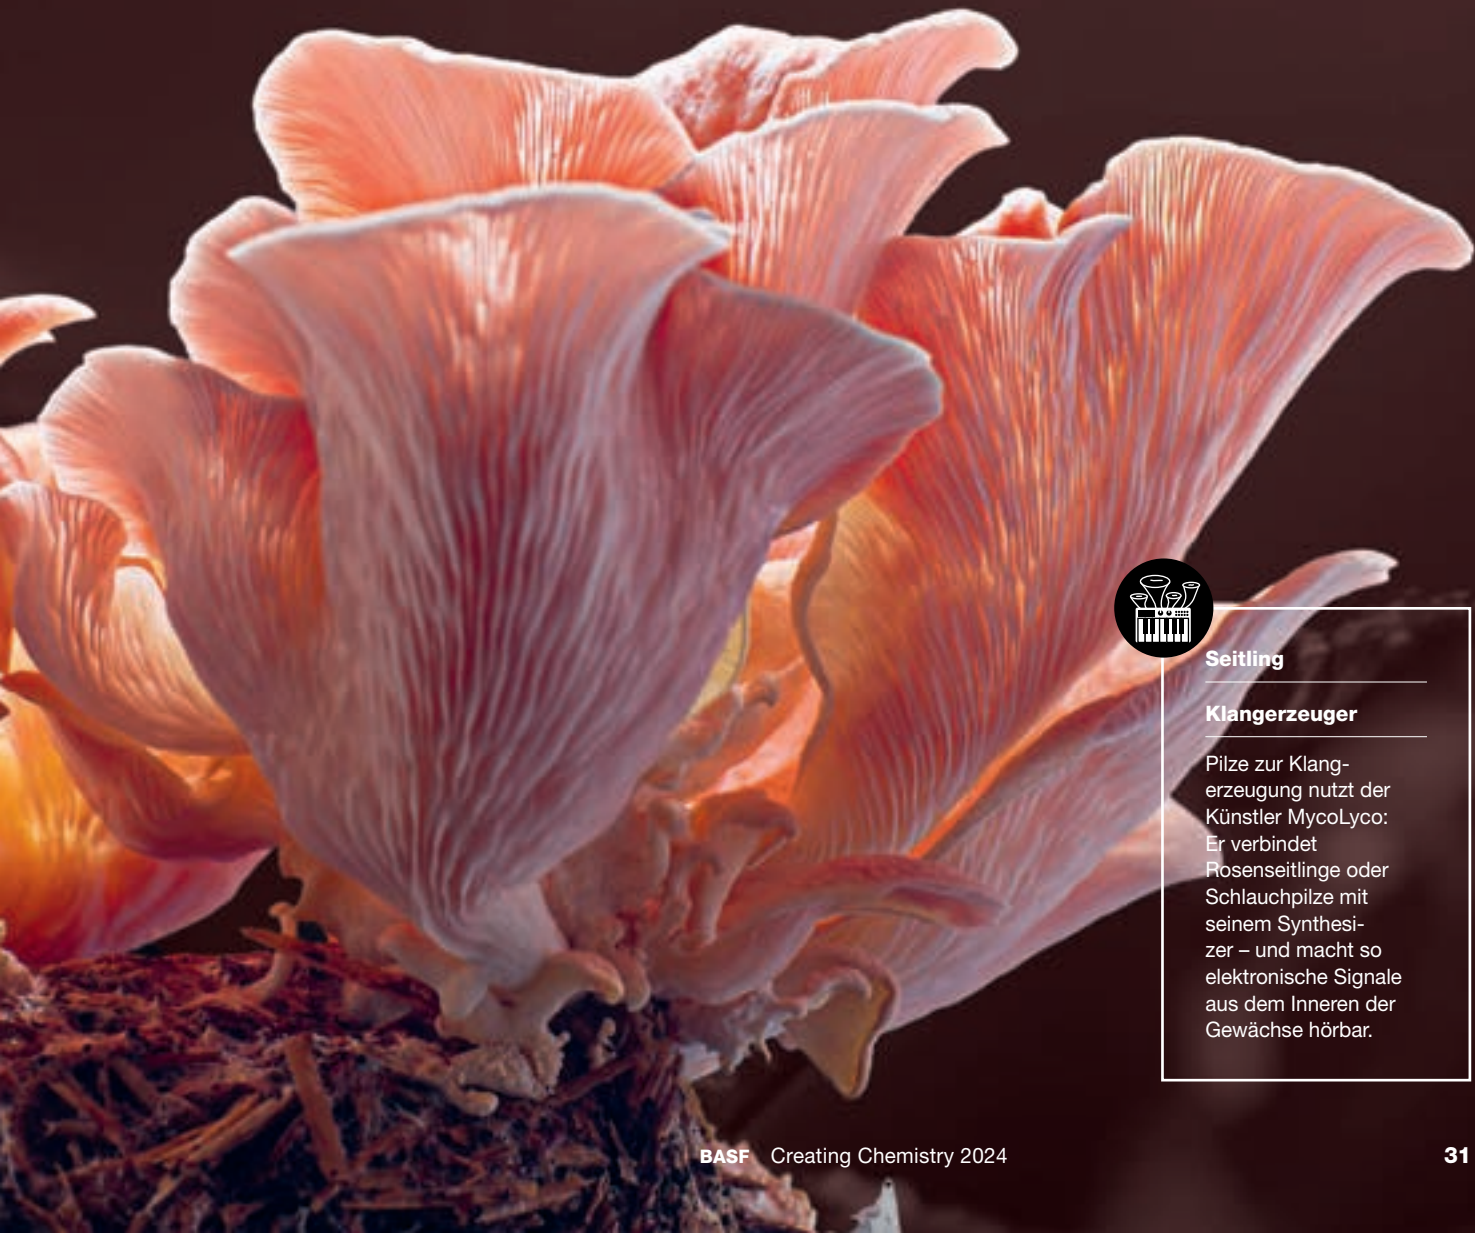 Seitling
Klangerzeuger
Pilze zur Klang-
erzeugung nutzt der
Künstler MycoLyco:
Er verbindet
Rosenseitlinge oder
Schlauchpilze mit
seinem Synthesi-
zer – und macht so
elektronische Signale
aus dem Inneren der
Gewächse hörbar.
BASF Creating Chemistry 2024
31